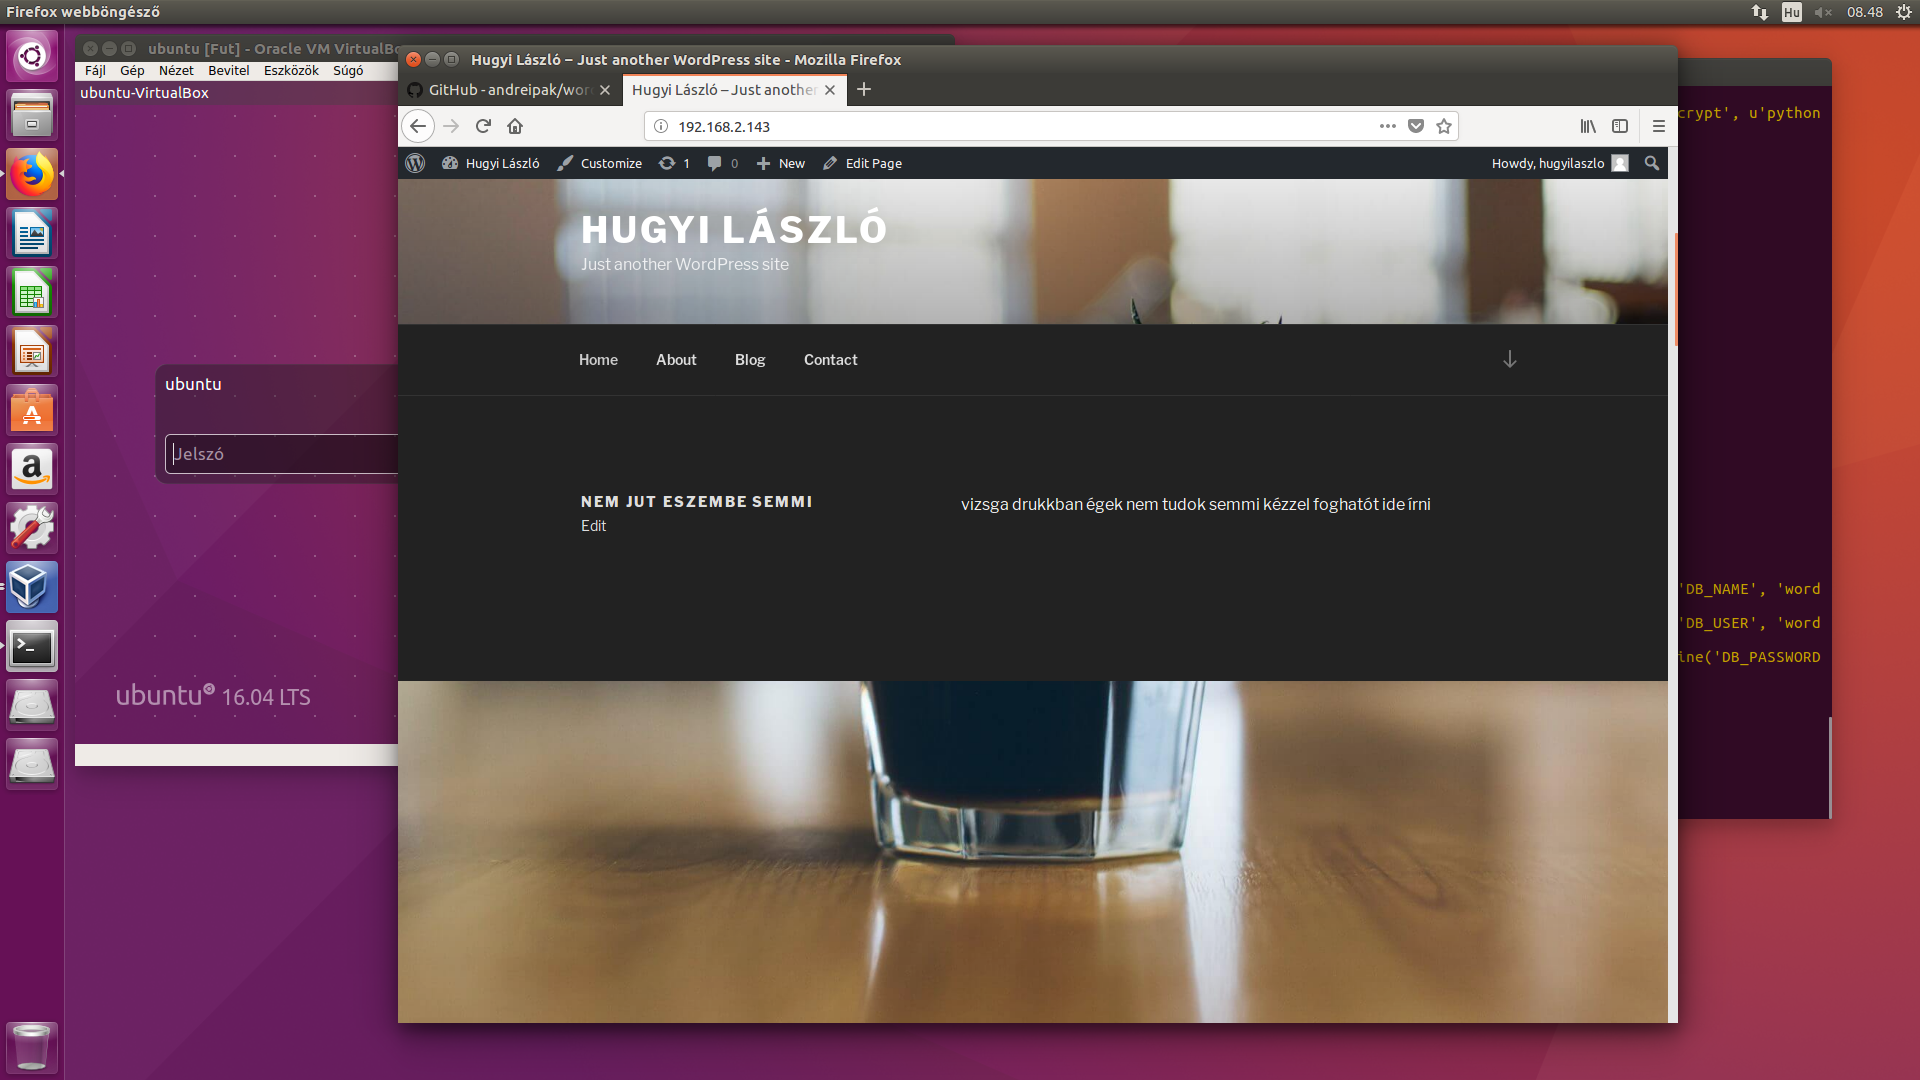 Firefox webböngésző
Hu
08.48
ubuntu [Fut] - Oracle VM VirtualBo
Fájl Gép Nézet Bevitel Eszközök Súgó
ubuntu-VirtualBox
ubuntu
Jelszó
ubuntu 16.04 LTS
Hugyi László – Just another WordPress site - Mozilla Firefox
GitHub - andreipak/word
Hugyi László – Just another
192.168.2.143
Hugyi László Customize 1 0 New Edit Page Howdy, hugyilaszlo
HUGYI LÁSZLÓ
Just another WordPress site
Home About Blog Contact
NEM JUT ESZEMBE SEMMI
Edit
vizsga drukkban égek nem tudok semmi kézzel foghatót ide írni
crypt', u'python
'DB_NAME', 'word
'DB_USER', 'word
ine('DB_PASSWORD